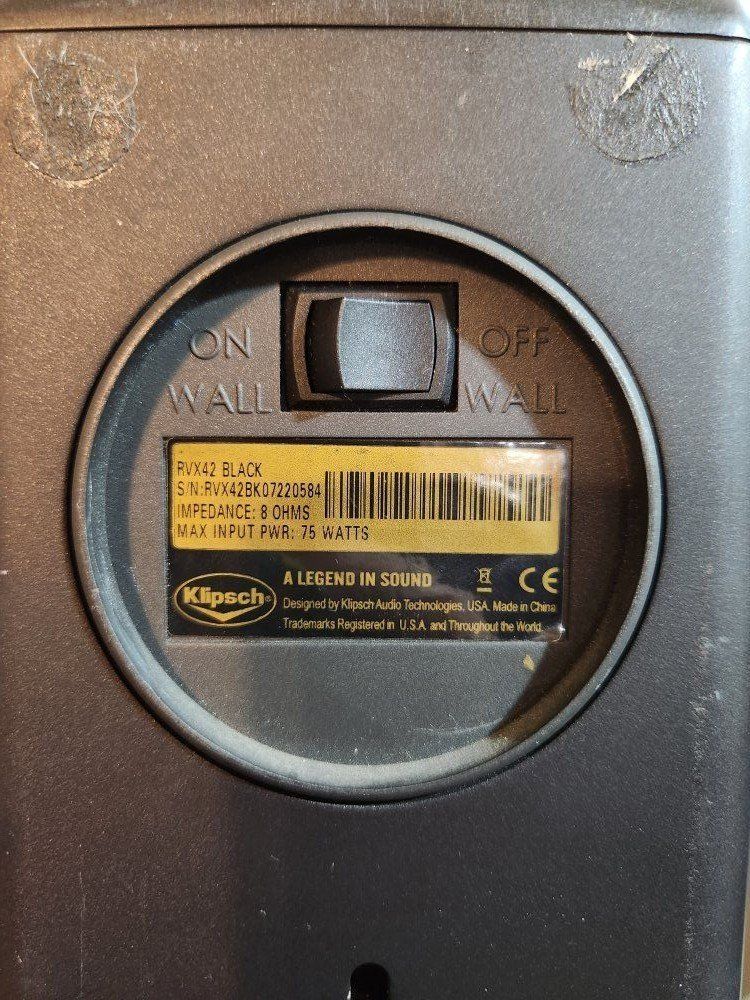 ON
WALL
OFF
WALL
RVX42 BLACK
S/N:RVX42BK07220584
IMPEDANCE: 8 OHMS
MAX INPUT PWR: 75 WATTS
Klipsch®
A LEGEND IN SOUND
CE
Designed by Klipsch Audio Technologies, USA. Made in China
Trademarks Registered in U.S.A. and Throughout the World.